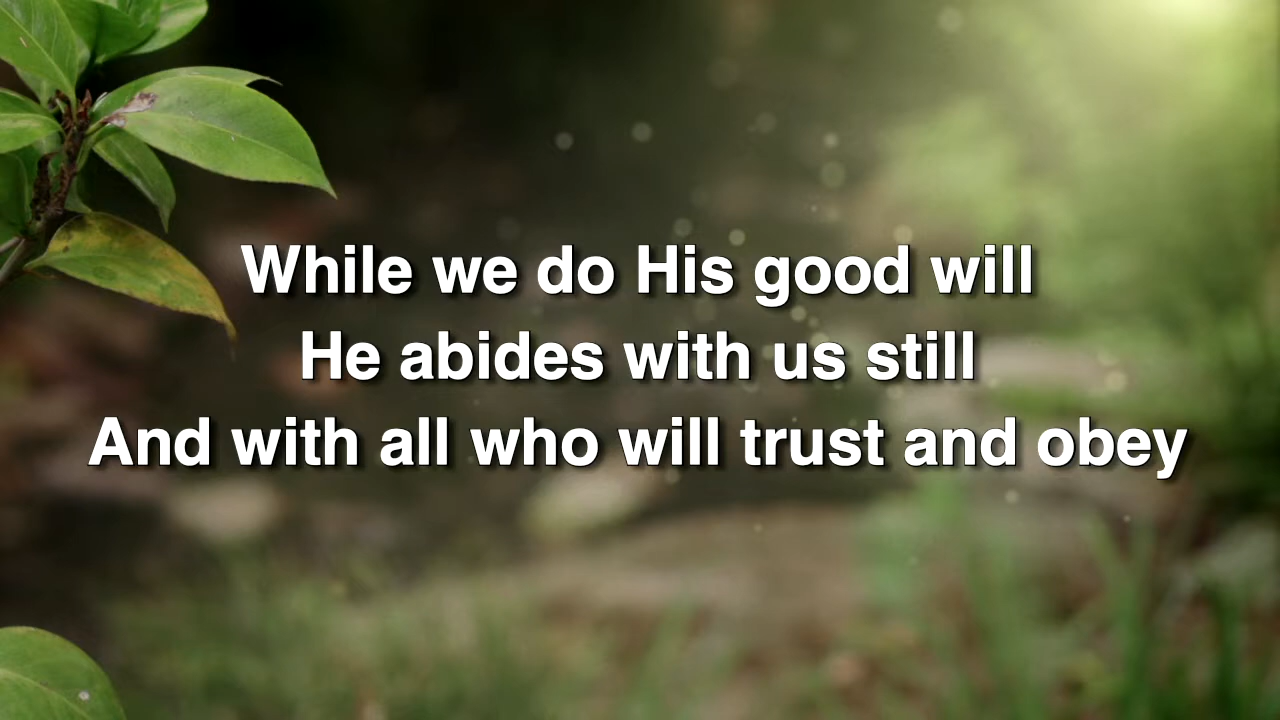 While we do His good will
He abides with us still
And with all who will trust and obey